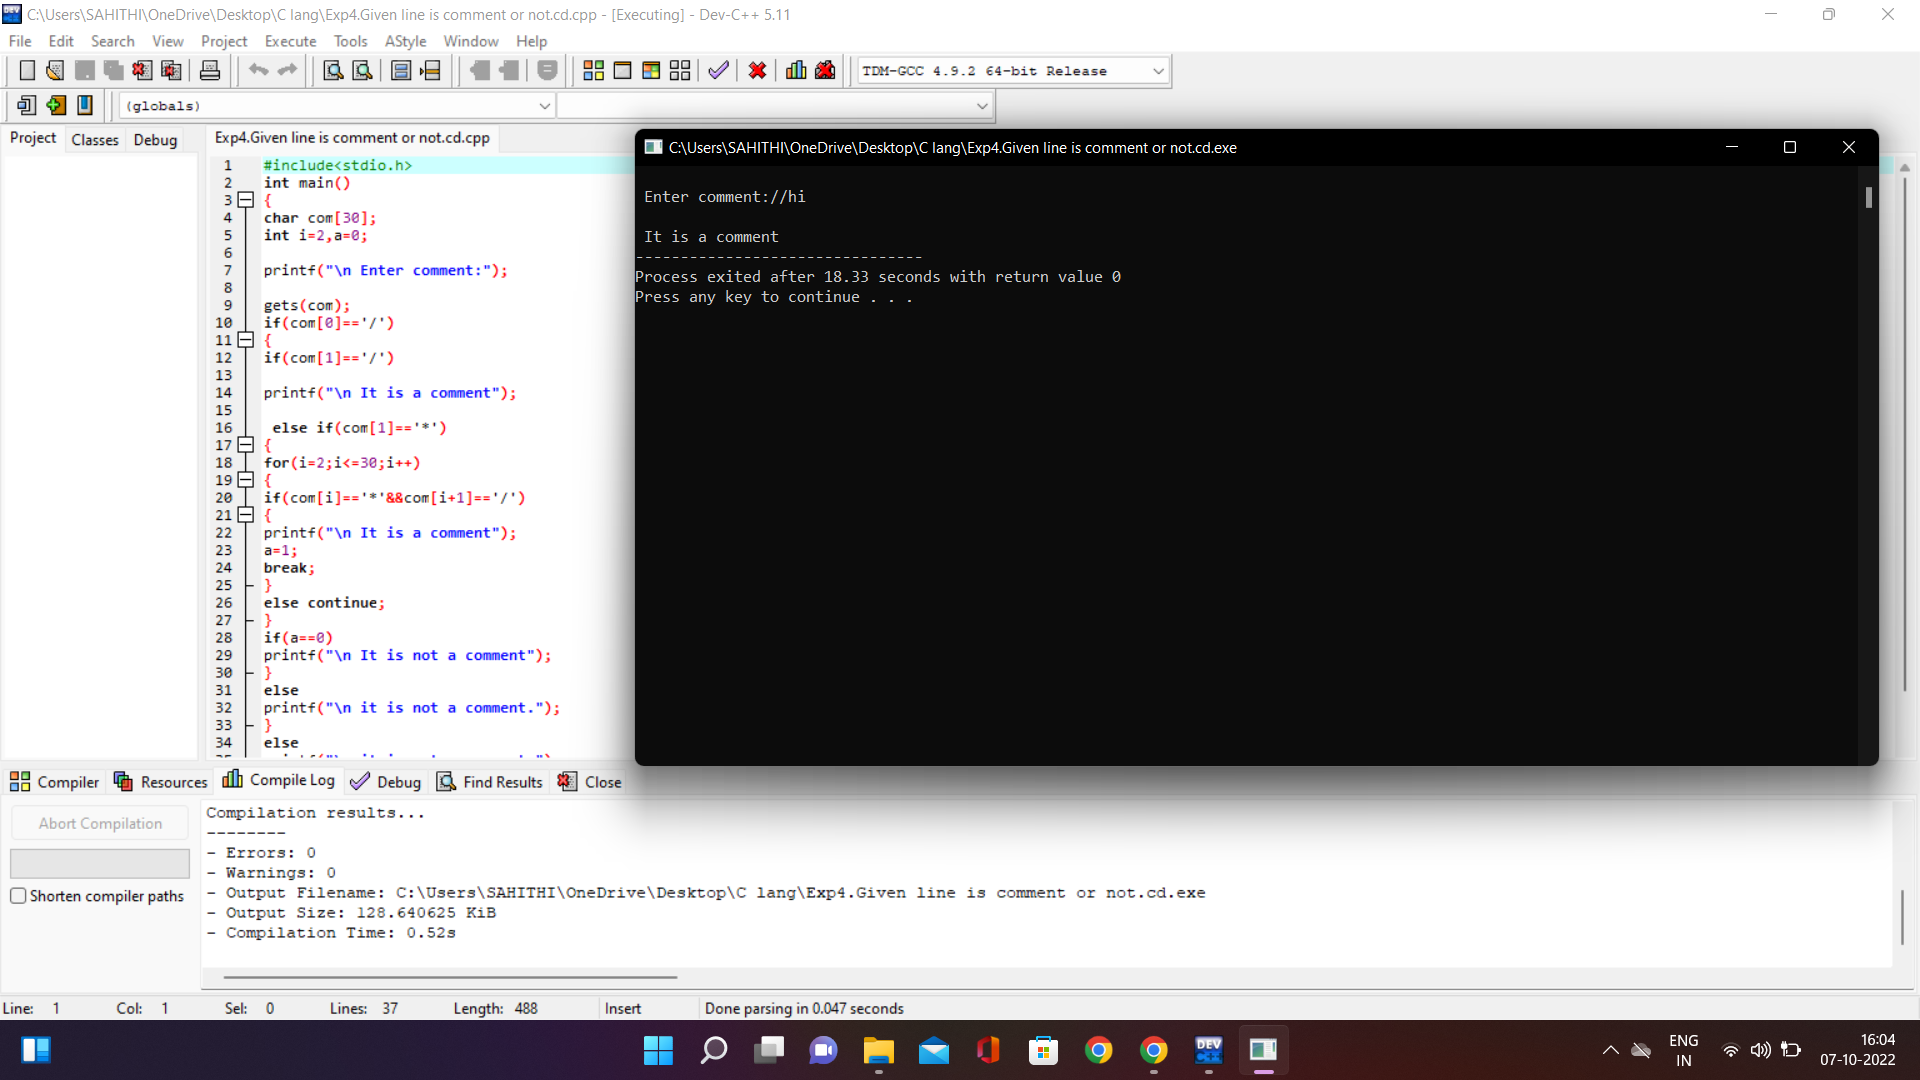 C:\Users\SAHITHI\OneDrive\Desktop\C lang\Exp4.Given line is comment or not.cd.cpp - [Executing] - Dev-C++ 5.11
File Edit Search View Project Execute Tools AStyle Window Help
TDM-GCC 4.9.2 64-bit Release
(globals)
Project Classes Debug
Exp4.Given line is comment or not.cd.cpp
1 #include<stdio.h>
2 int main()
3 {
4 char com[30];
5 int i=2,a=0;
6
7 printf("\n Enter comment:");
8
9 gets(com);
10 if(com[0]=='/')
11 {
12 if(com[1]=='/')
13
14 printf("\n It is a comment");
15
16 else if(com[1]=='*')
17 {
18 for(i=2;i<=30;i++)
19 {
20 if(com[i]=='*'&&com[i+1]=='/')
21 {
22 printf("\n It is a comment");
23 a=1;
24 break;
25 }
26 else continue;
27 }
28 if(a==0)
29 printf("\n It is not a comment");
30 }
31 else
32 printf("\n it is not a comment.");
33 }
34 else
C:\Users\SAHITHI\OneDrive\Desktop\C lang\Exp4.Given line is comment or not.cd.exe
Enter comment://hi
It is a comment
--------------------------------
Process exited after 18.33 seconds with return value 0
Press any key to continue . . .
Compiler Resources Compile Log Debug Find Results Close
Abort Compilation
Shorten compiler paths
Compilation results...
--------
- Errors: 0
- Warnings: 0
- Output Filename: C:\Users\SAHITHI\OneDrive\Desktop\C lang\Exp4.Given line is comment or not.cd.exe
- Output Size: 128.640625 KiB
- Compilation Time: 0.52s
Line: 1 Col: 1 Sel: 0 Lines: 37 Length: 488 Insert Done parsing in 0.047 seconds
DEV
C++
ENG
IN
16:04
07-10-2022